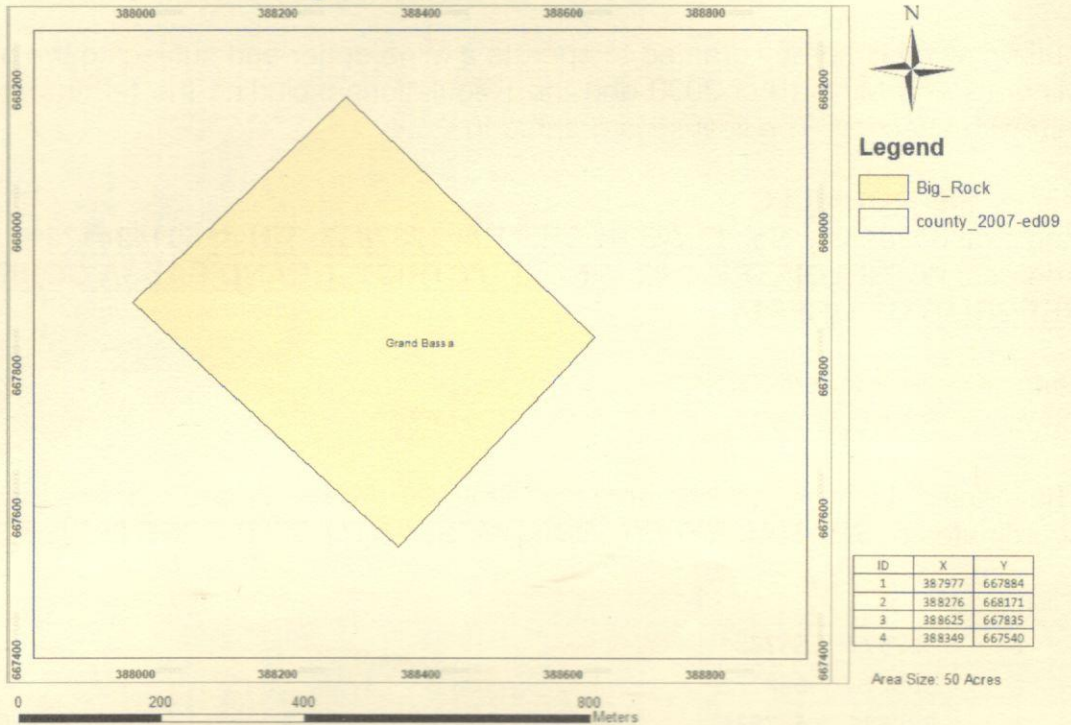 388000 388200 388400 388600 388800
N
668200 668200
Legend
Big_Rock
county_2007-ed09
668000 668000
Grand Bassa
667800 667800
667600 667600
ID X Y
1 387977 667884
2 388276 668171
3 388625 667835
4 388349 667540
667400 667400
388000 388200 388400 388600 388800
Area Size: 50 Acres
0 200 400 800
Meters